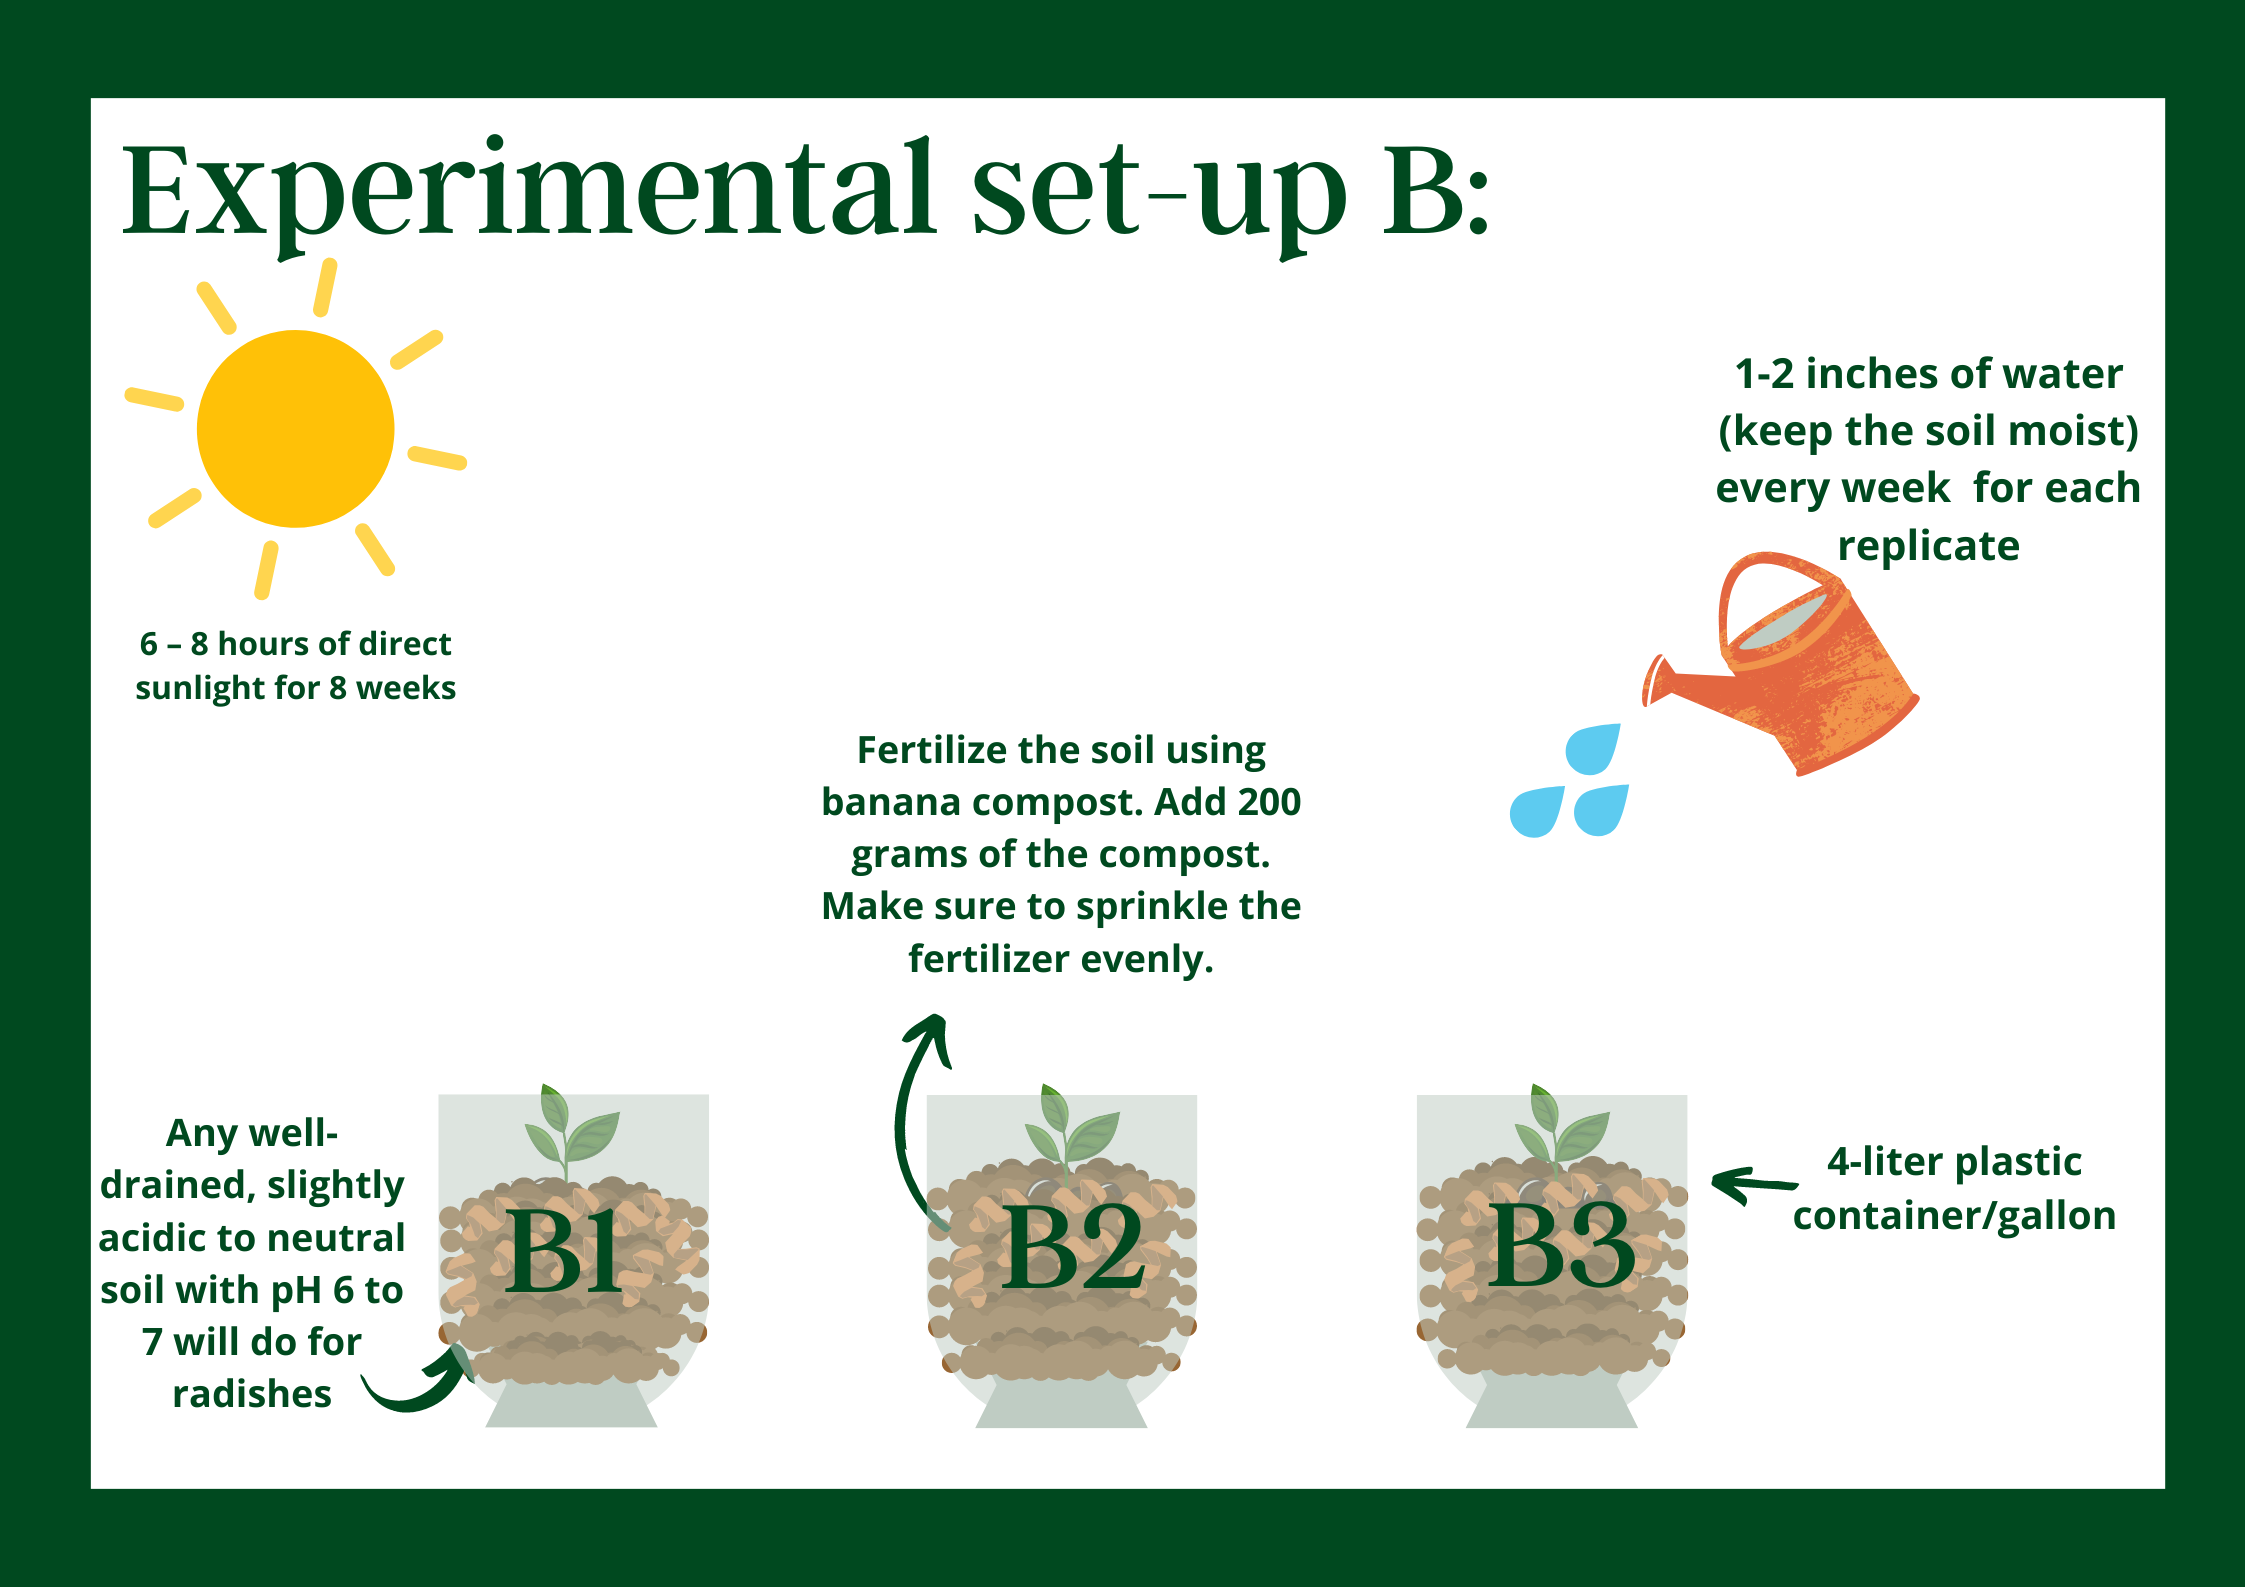 Experimental set-up B:
6 – 8 hours of direct
sunlight for 8 weeks
1-2 inches of water
(keep the soil moist)
every week  for each
replicate
Fertilize the soil using
banana compost. Add 200
grams of the compost.
Make sure to sprinkle the
fertilizer evenly.
Any well-
drained, slightly
acidic to neutral
soil with pH 6 to
7 will do for
radishes
B1
B2
B3
4-liter plastic
container/gallon